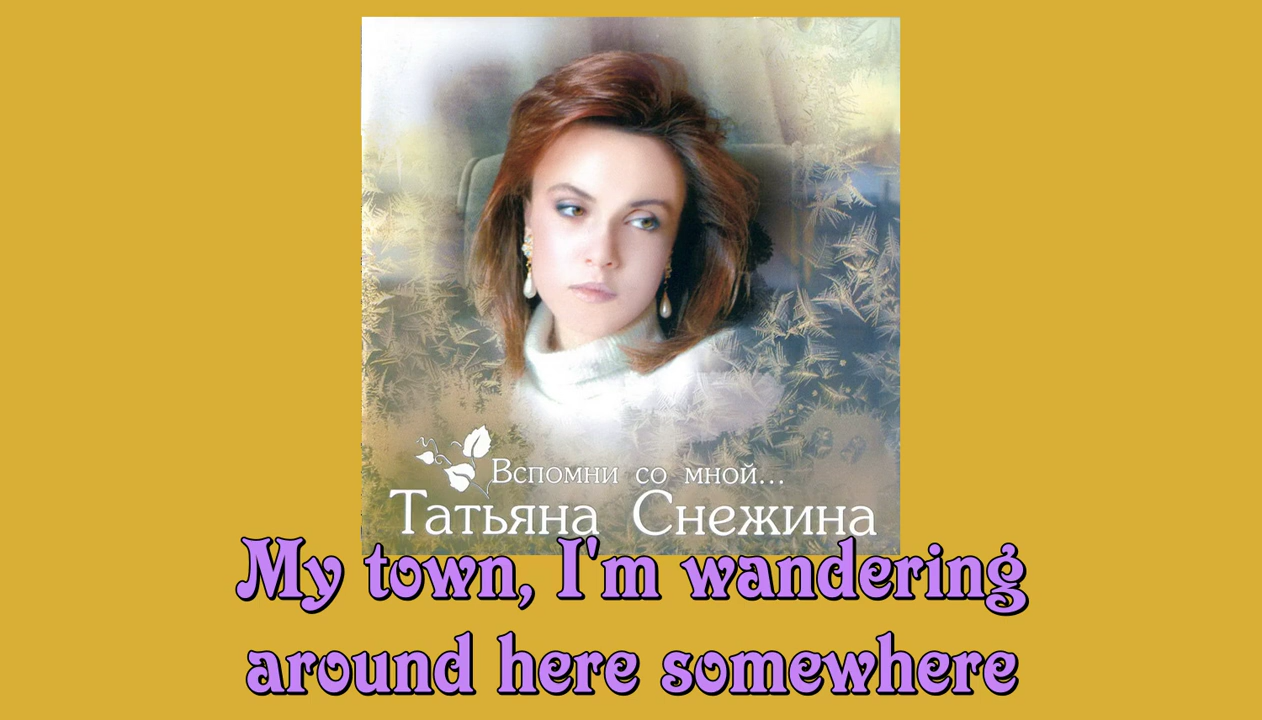 Вспомни со мной...
Татьяна Снежина
My town, I'm wandering
around here somewhere